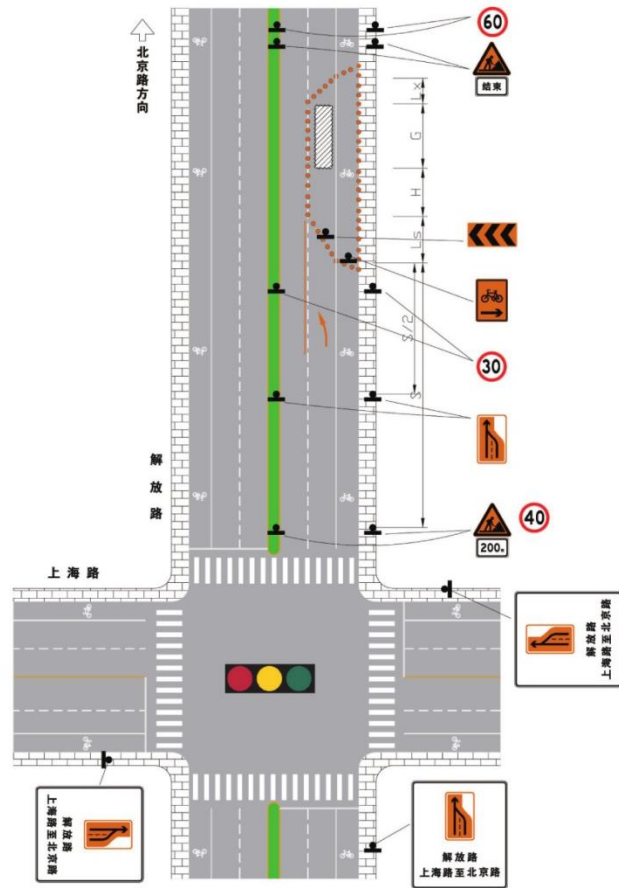 60
结束
北京路方向
Lx
G
H
Ls
S/2
30
S
解放路
40
200m
上海路
解放路
上海路至北京路
解放路
上海路至北京路
解放路
上海路至北京路